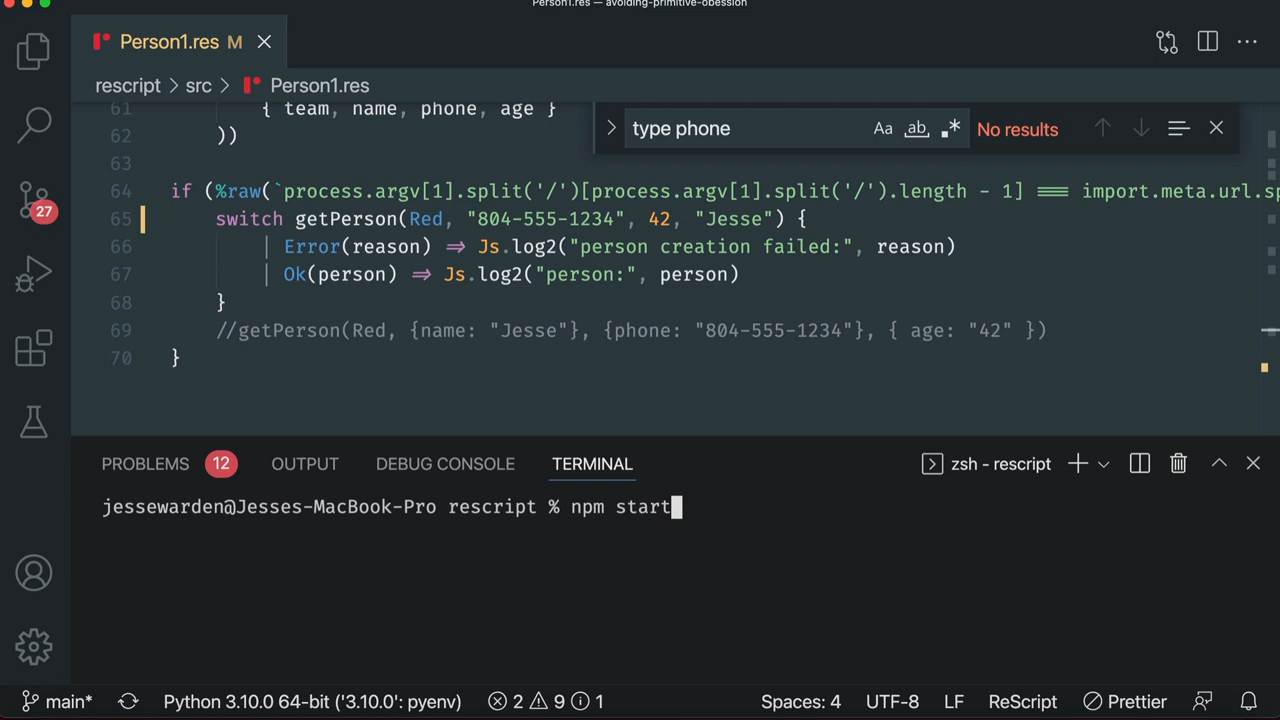 Person1.res — avoiding-primitive-obession
Person1.res M
rescript > src > Person1.res
type phone Aa ab .* No results
61 { team, name, phone, age }
62 ))
63
64 if (%raw(`process.argv[1].split('/')[process.argv[1].split('/').length - 1] === import.meta.url.sp
65 switch getPerson(Red, "804-555-1234", 42, "Jesse") {
66 | Error(reason) => Js.log2("person creation failed:", reason)
67 | Ok(person) => Js.log2("person:", person)
68 }
69 //getPerson(Red, {name: "Jesse"}, {phone: "804-555-1234"}, { age: "42" })
70 }
27
PROBLEMS 12 OUTPUT DEBUG CONSOLE TERMINAL zsh - rescript
jessewarden@Jesses-MacBook-Pro rescript % npm start
main* Python 3.10.0 64-bit ('3.10.0': pyenv) 2 9 1 Spaces: 4 UTF-8 LF ReScript Prettier